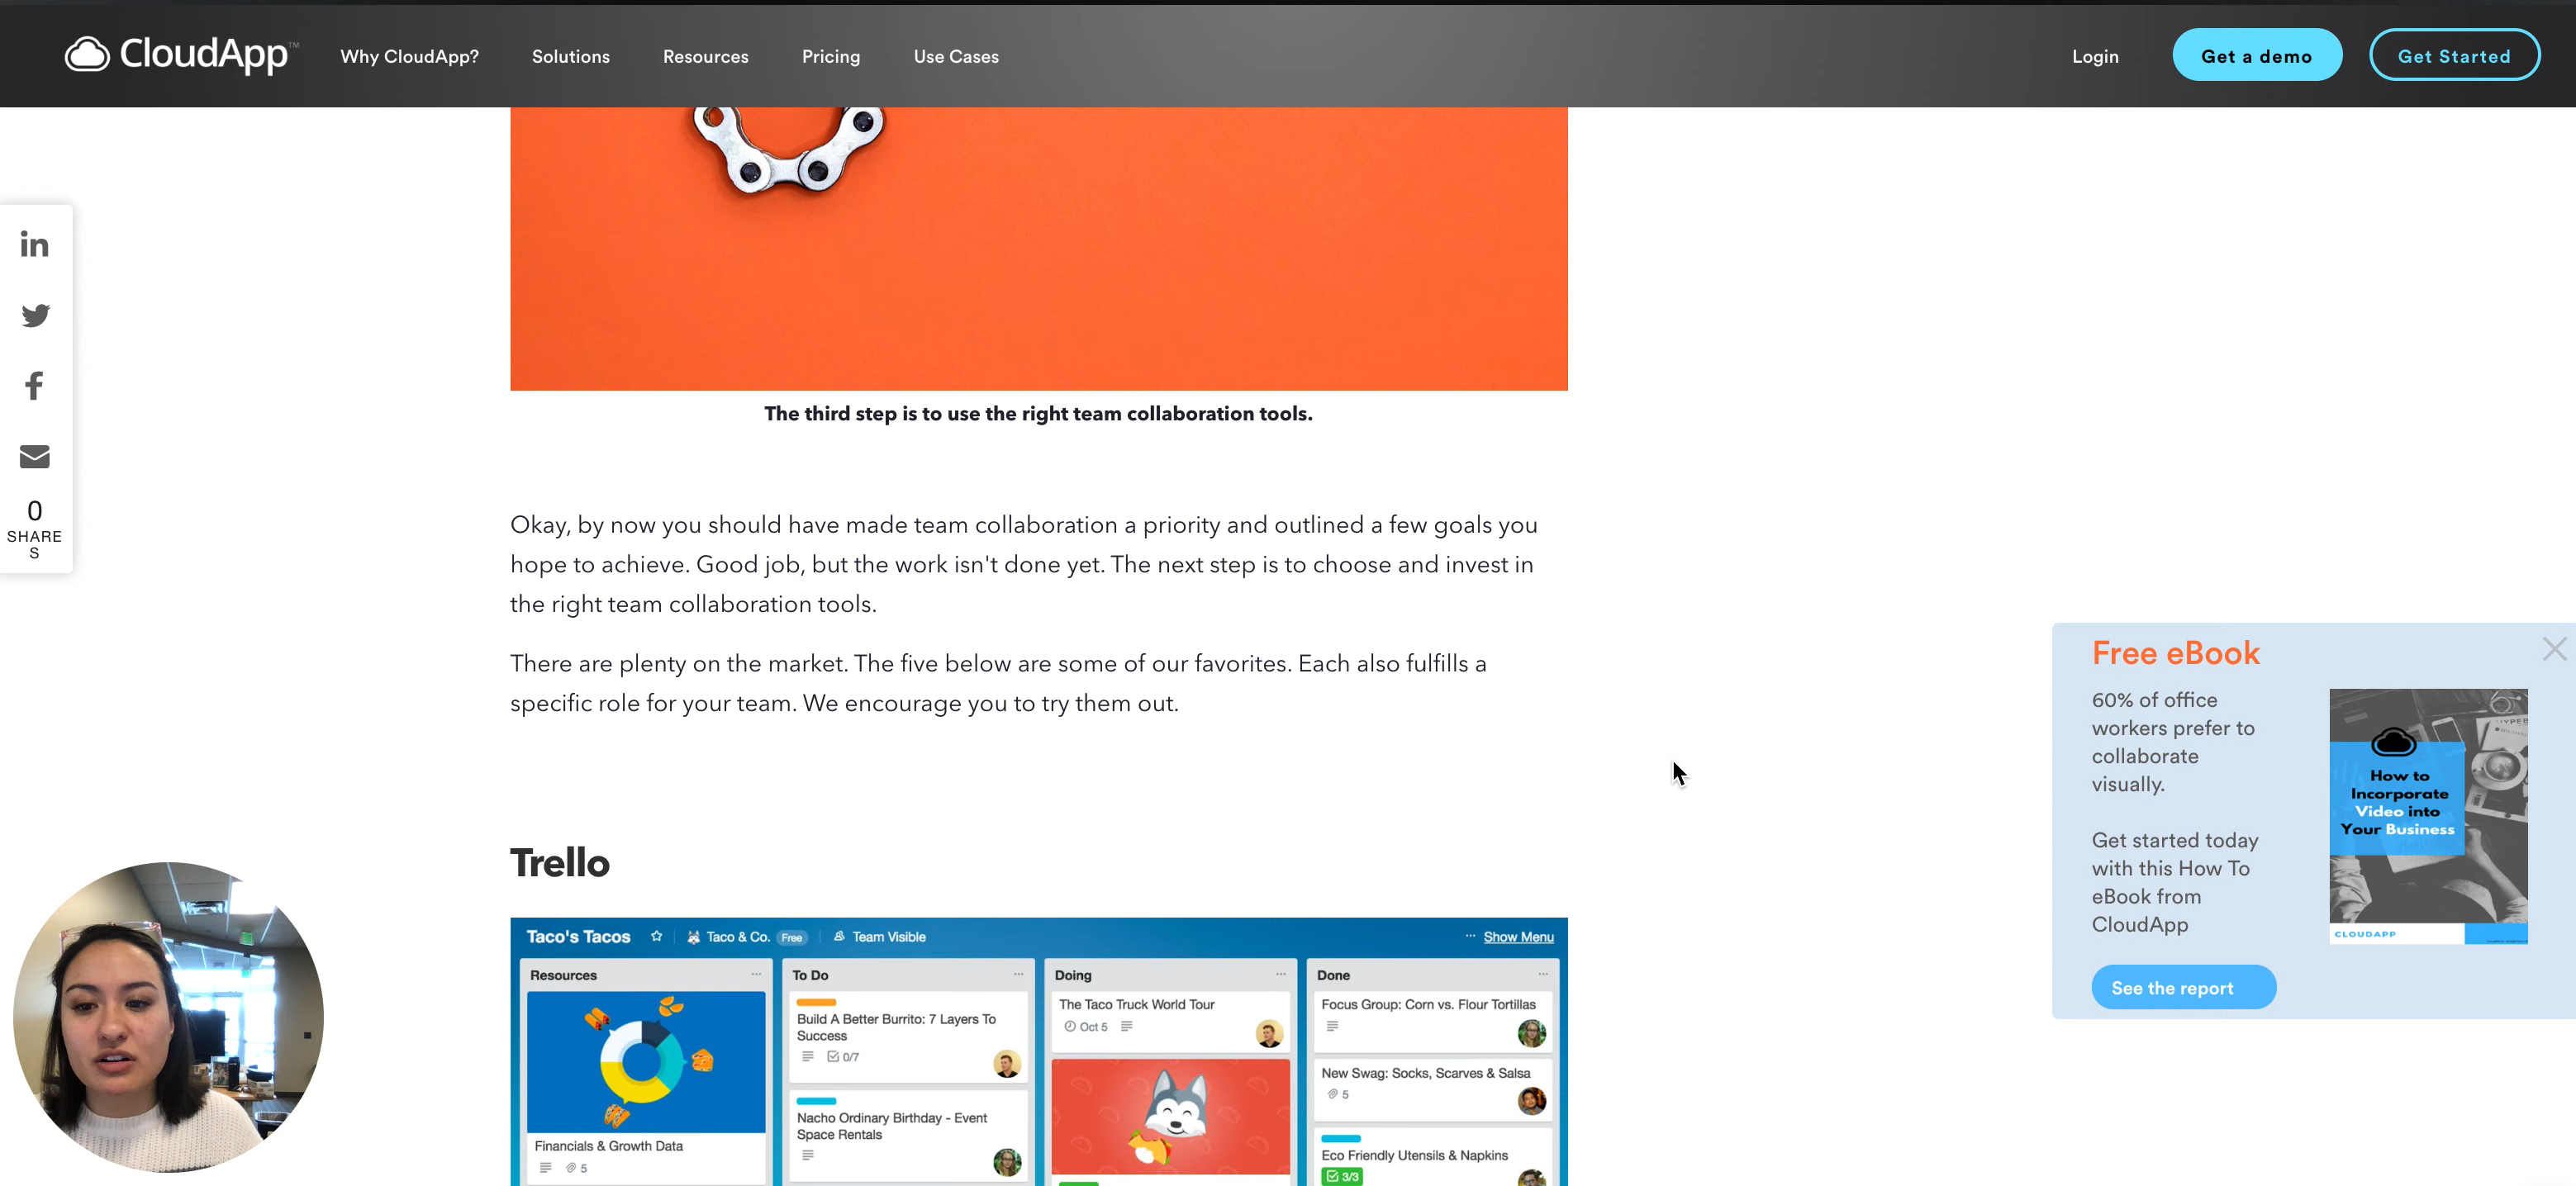 CloudApp™
Why CloudApp?
Solutions
Resources
Pricing
Use Cases
Login
Get a demo
Get Started
0
SHARE
S
The third step is to use the right team collaboration tools.
Okay, by now you should have made team collaboration a priority and outlined a few goals you
hope to achieve. Good job, but the work isn't done yet. The next step is to choose and invest in
the right team collaboration tools.
There are plenty on the market. The five below are some of our favorites. Each also fulfills a
specific role for your team. We encourage you to try them out.
Trello
Taco's Tacos
Taco & Co.
Free
Team Visible
··· Show Menu
Resources ···
Financials & Growth Data
5
To Do ···
Build A Better Burrito: 7 Layers To
Success
0/7
Nacho Ordinary Birthday - Event
Space Rentals
Doing ···
The Taco Truck World Tour
Oct 5
Done ···
Focus Group: Corn vs. Flour Tortillas
New Swag: Socks, Scarves & Salsa
5
Eco Friendly Utensils & Napkins
3/3
Free eBook
60% of office
workers prefer to
collaborate
visually.
Get started today
with this How To
eBook from
CloudApp
See the report
How to
Incorporate
Video into
Your Business
CLOUDAPP